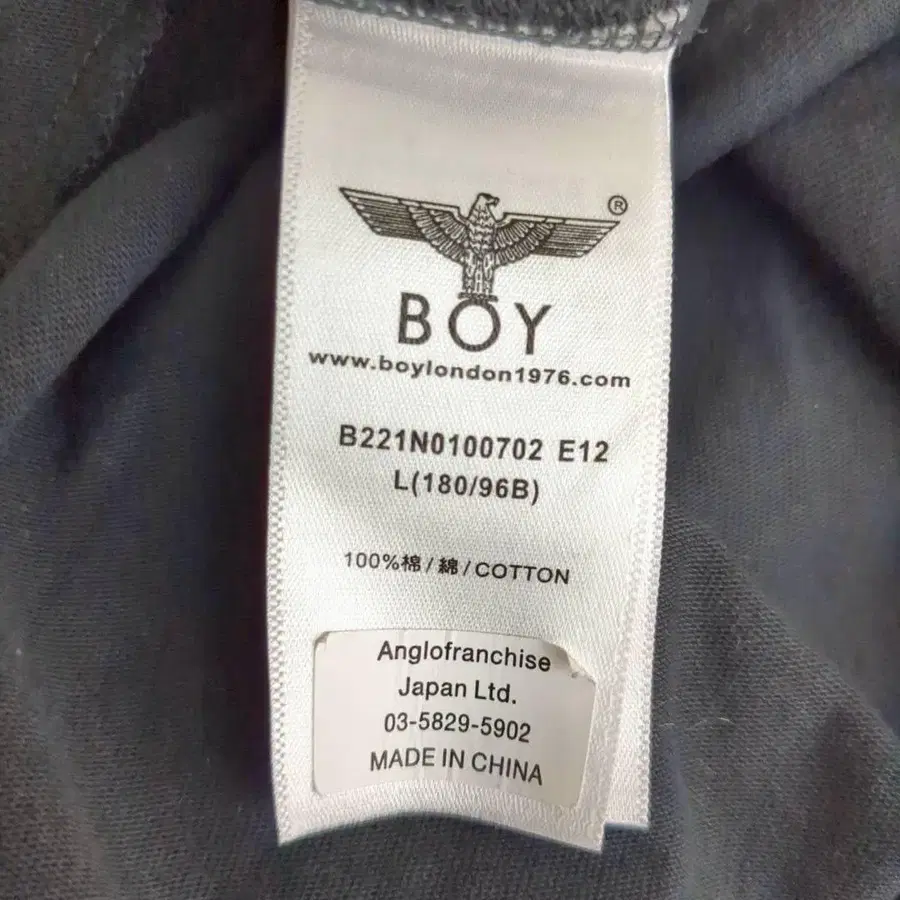 ®
BOY
www.boylondon1976.com
B221N0100702 E12
L(180/96B)
100%棉/綿/COTTON
Anglofranchise
Japan Ltd.
03-5829-5902
MADE IN CHINA